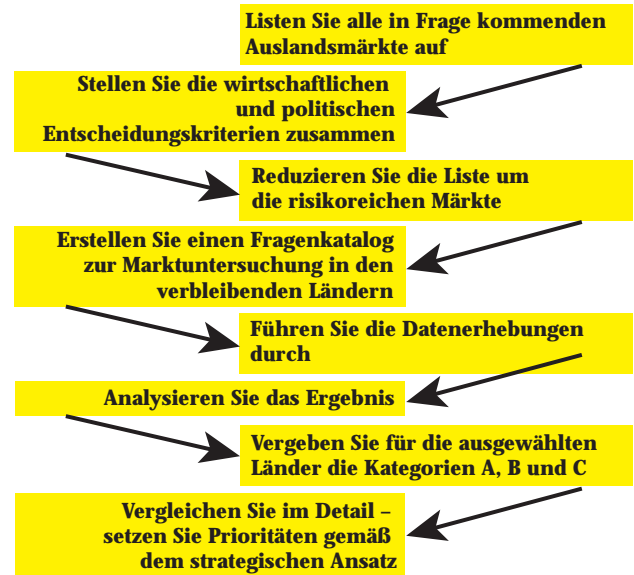 Listen Sie alle in Frage kommenden
Auslandsmärkte auf
Stellen Sie die wirtschaftlichen
und politischen
Entscheidungskriterien zusammen
Reduzieren Sie die Liste um
die risikoreichen Märkte
Erstellen Sie einen Fragenkatalog
zur Marktuntersuchung in den
verbleibenden Ländern
Führen Sie die Datenerhebungen
durch
Analysieren Sie das Ergebnis
Vergeben Sie für die ausgewählten
Länder die Kategorien A, B und C
Vergleichen Sie im Detail –
setzen Sie Prioritäten gemäß
dem strategischen Ansatz